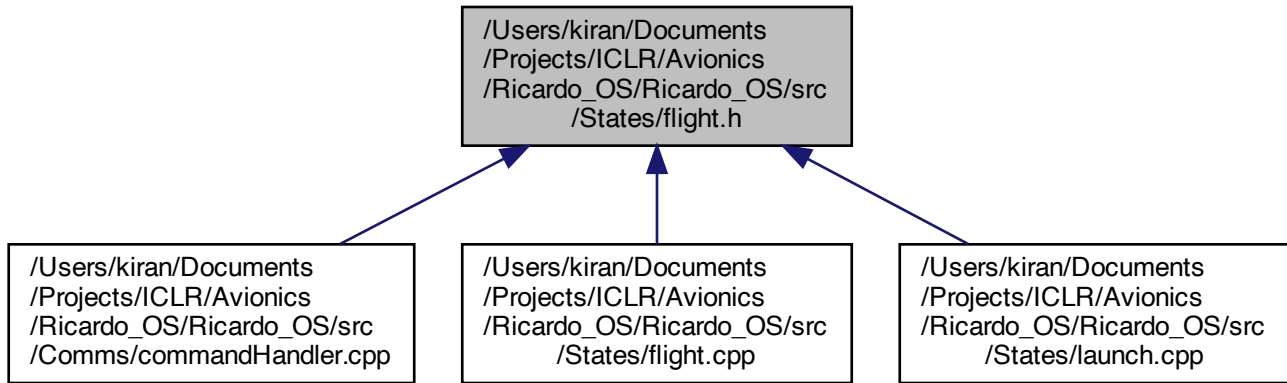 /Users/kiran/Documents
/Projects/ICLR/Avionics
/Ricardo_OS/Ricardo_OS/src
/States/flight.h
/Users/kiran/Documents
/Projects/ICLR/Avionics
/Ricardo_OS/Ricardo_OS/src
/Comms/commandHandler.cpp
/Users/kiran/Documents
/Projects/ICLR/Avionics
/Ricardo_OS/Ricardo_OS/src
/States/flight.cpp
/Users/kiran/Documents
/Projects/ICLR/Avionics
/Ricardo_OS/Ricardo_OS/src
/States/launch.cpp